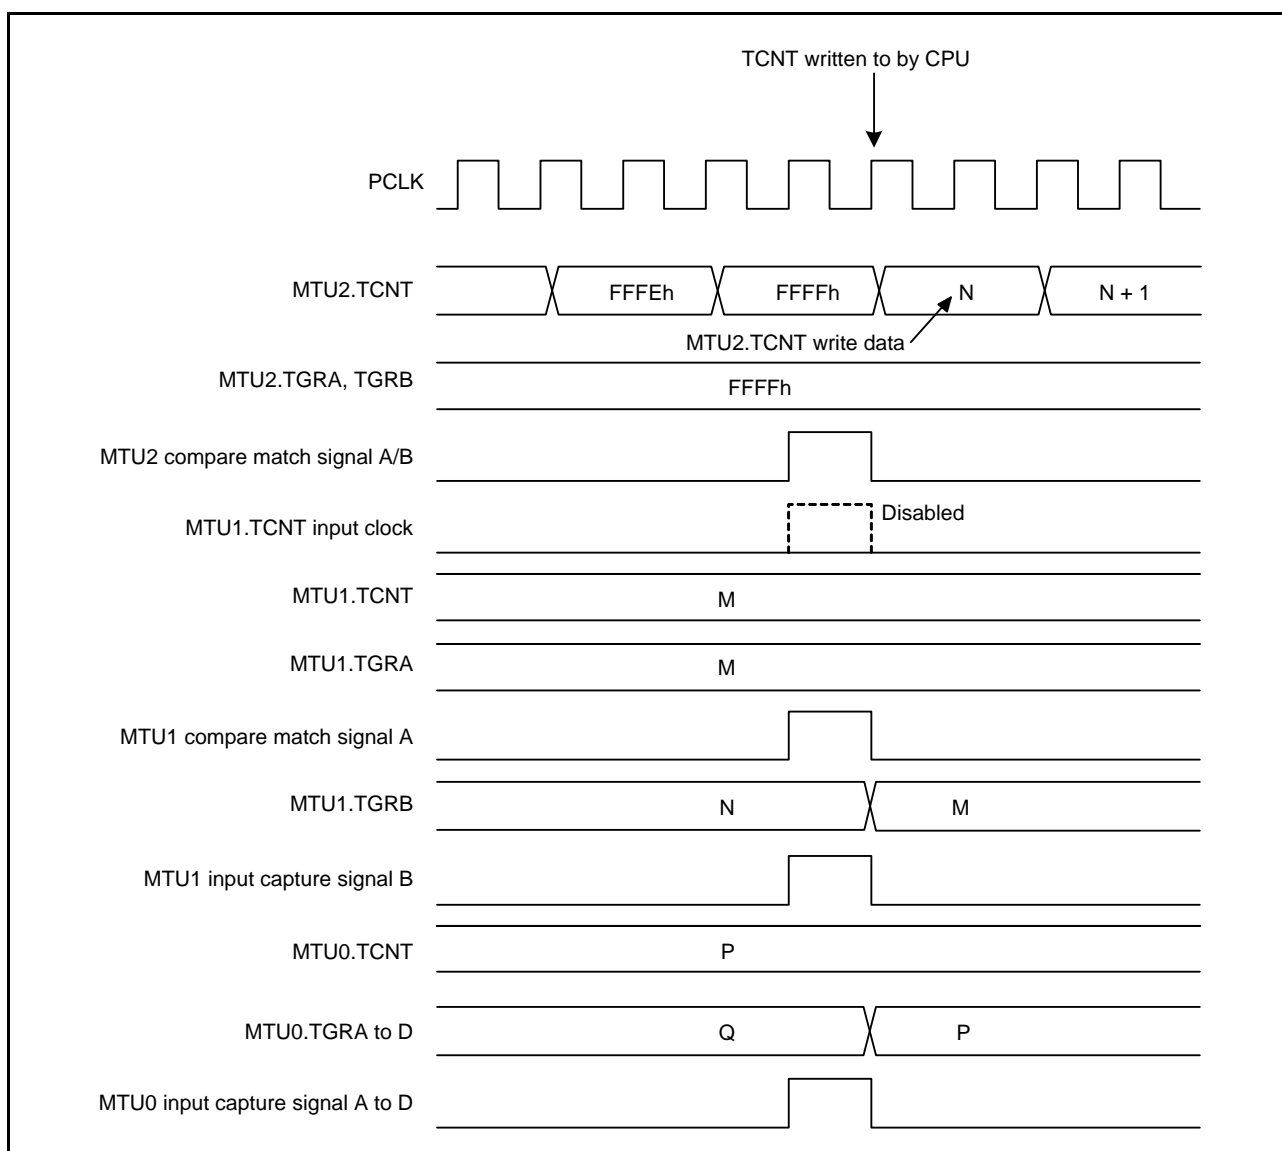 TCNT written to by CPU
PCLK
MTU2.TCNT FFFEh FFFFh N N + 1
MTU2.TCNT write data
MTU2.TGRA, TGRB FFFFh
MTU2 compare match signal A/B
MTU1.TCNT input clock Disabled
MTU1.TCNT M
MTU1.TGRA M
MTU1 compare match signal A
MTU1.TGRB N M
MTU1 input capture signal B
MTU0.TCNT P
MTU0.TGRA to D Q P
MTU0 input capture signal A to D